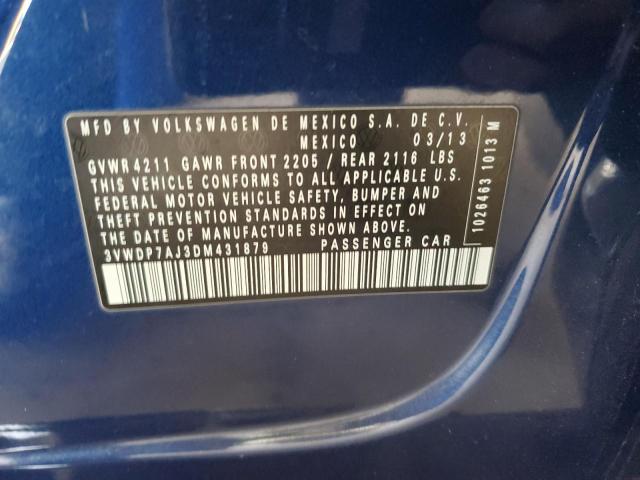 MFD BY VOLKSWAGEN DE MEXICO S.A. DE C.V.
MEXICO 03/13
GVWR 4211 GAWR FRONT 2205 / REAR 2116 LBS
THIS VEHICLE CONFORMS TO ALL APPLICABLE U.S.
FEDERAL MOTOR VEHICLE SAFETY, BUMPER AND
THEFT PREVENTION STANDARDS IN EFFECT ON
THE DATE OF MANUFACTURE SHOWN ABOVE.
3VWDP7AJ3DM431879 PASSENGER CAR
1026463 1013 M